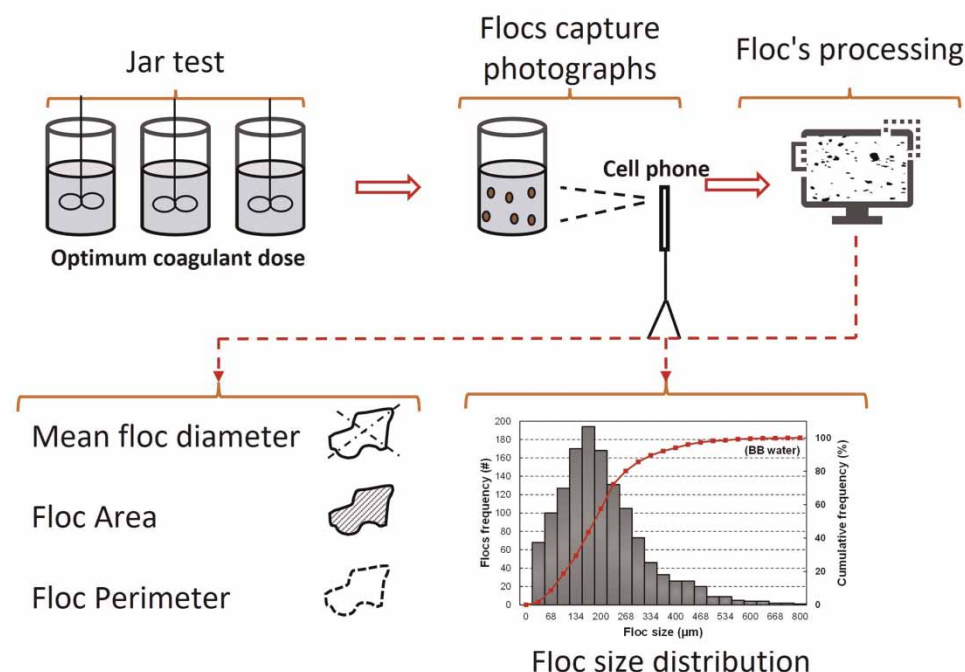 Jar test
Flocs capture
photographs
Floc's processing
Cell phone
Optimum coagulant dose
Mean floc diameter
Floc Area
Floc Perimeter
(BB water)
Flocs frequency (#)
200
180
160
140
120
100
80
60
40
20
0
Cumulative frequency (%)
100
80
60
40
20
0
0 68 134 200 268 334 400 468 534 600 668 800
Floc size (µm)
Floc size distribution